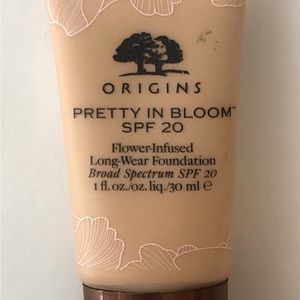 ORIGINS
PRETTY IN BLOOM™
SPF 20
Flower-Infused
Long-Wear Foundation
Broad Spectrum SPF 20
1 fl.oz./oz.liq./30 ml ℮